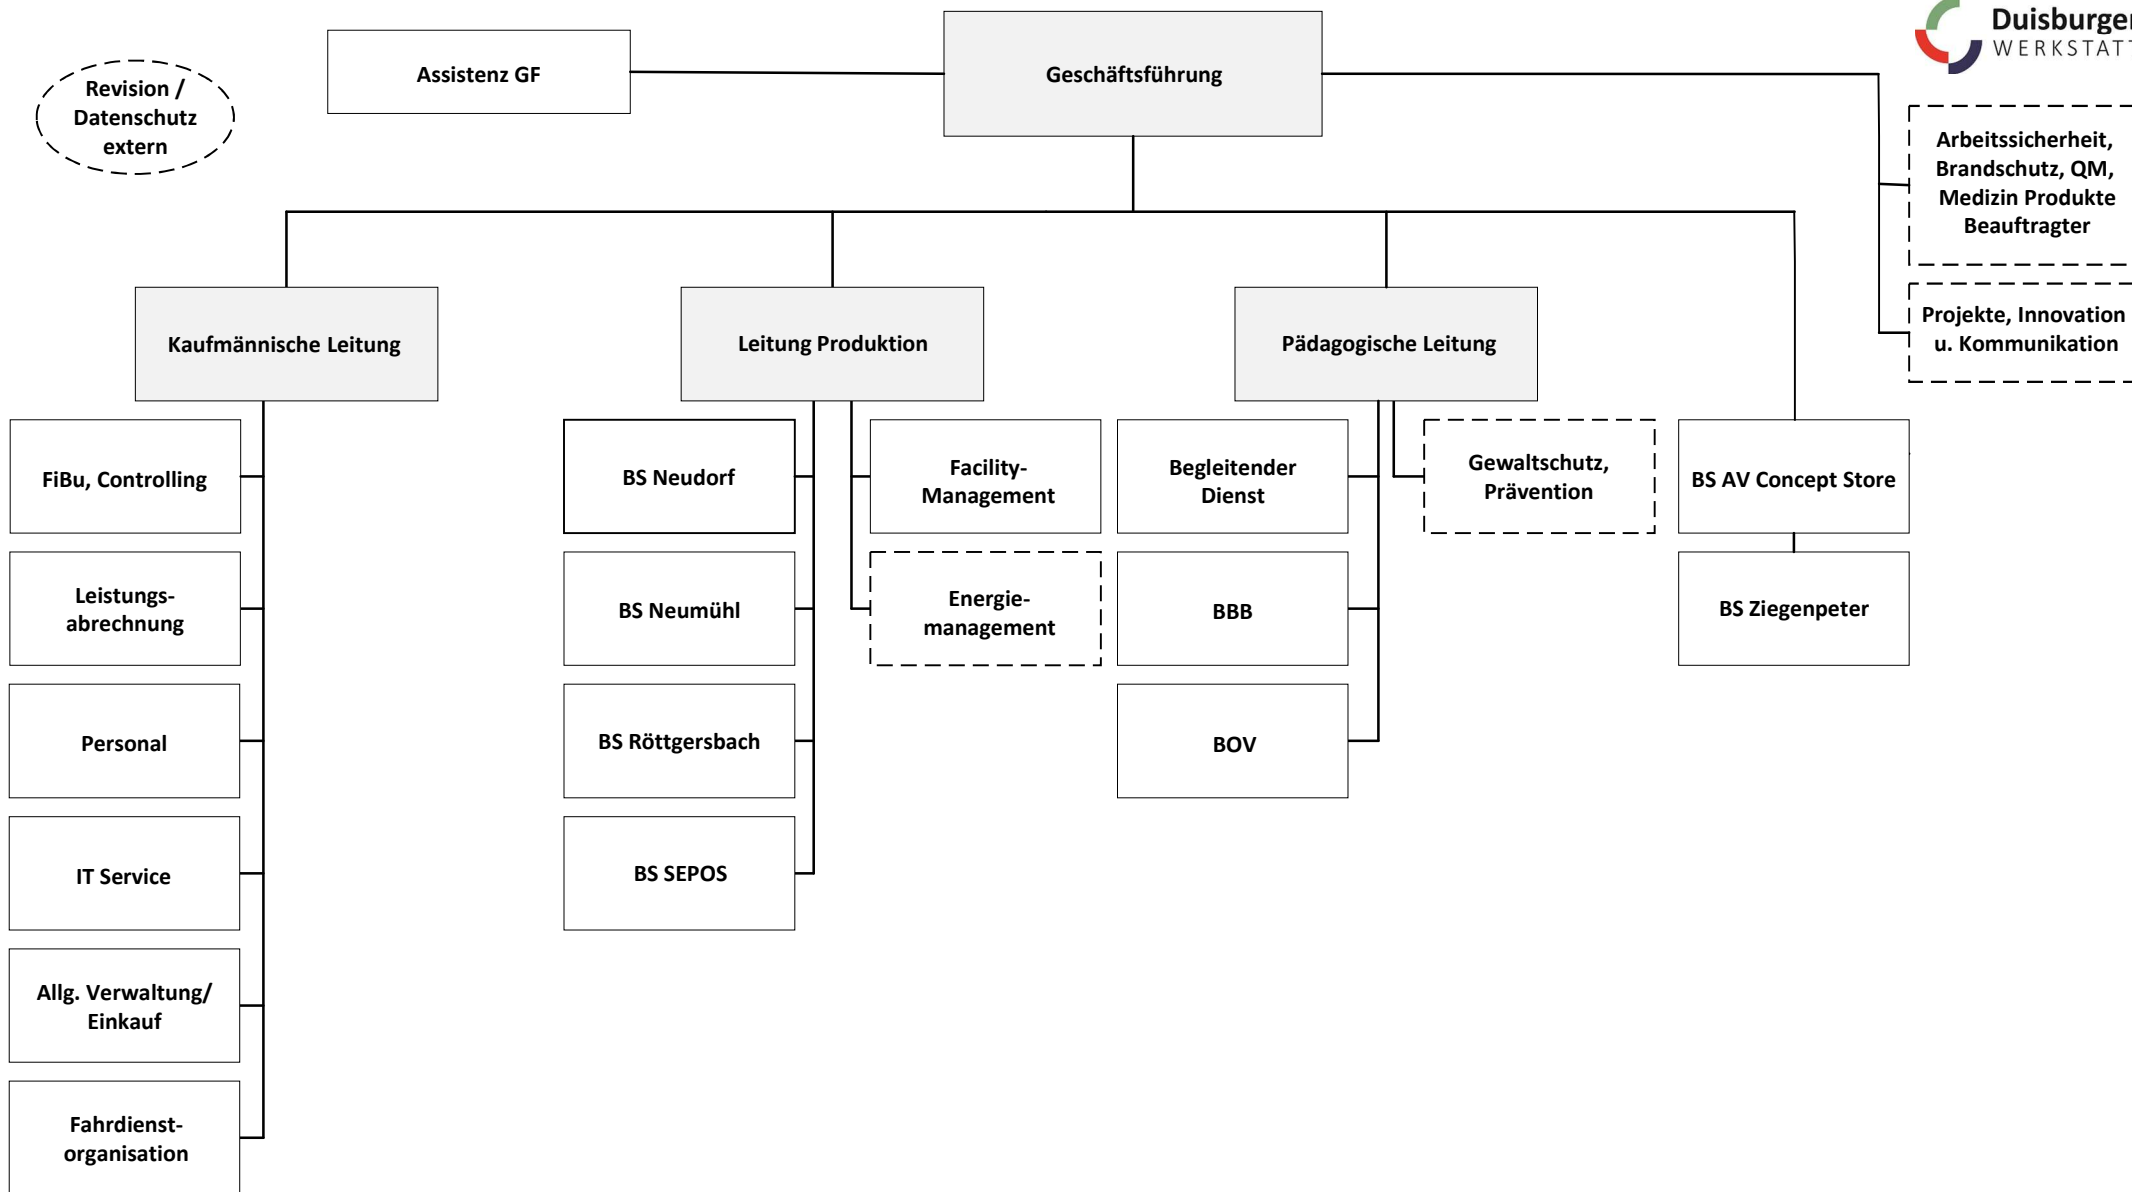 Duisburger
WERKSTATT
Revision /
Datenschutz
extern
Assistenz GF
Geschäftsführung
Arbeitssicherheit,
Brandschutz, QM,
Medizin Produkte
Beauftragter
Projekte, Innovation
u. Kommunikation
Kaufmännische Leitung
Leitung Produktion
Pädagogische Leitung
FiBu, Controlling
Leistungs-
abrechnung
Personal
IT Service
Allg. Verwaltung/
Einkauf
Fahrdienst-
organisation
BS Neudorf
BS Neumühl
BS Röttgersbach
BS SEPOS
Facility-
Management
Energie-
management
Begleitender
Dienst
BBB
BOV
Gewaltschutz,
Prävention
BS AV Concept Store
BS Ziegenpeter